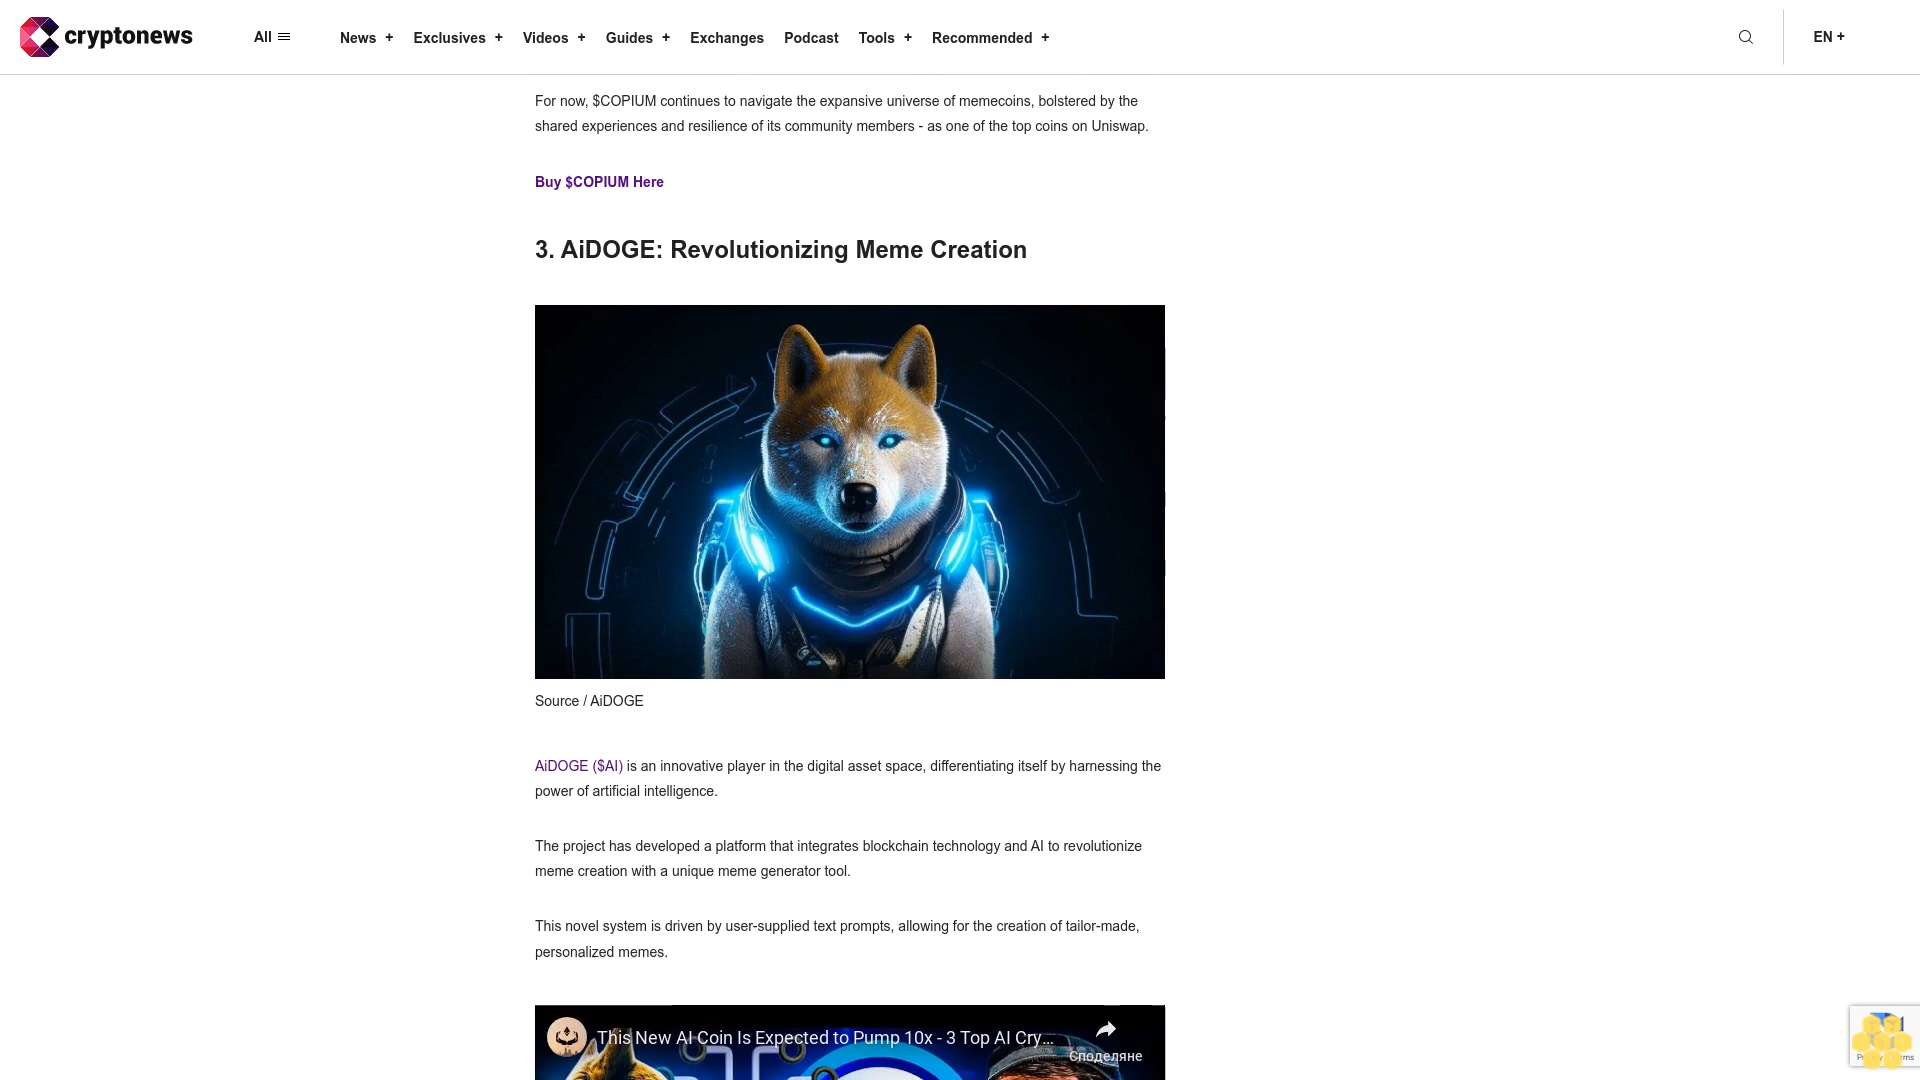 cryptonews
All
News +
Exclusives +
Videos +
Guides +
Exchanges
Podcast
Tools +
Recommended +
EN +
For now, $COPIUM continues to navigate the expansive universe of memecoins, bolstered by the
shared experiences and resilience of its community members - as one of the top coins on Uniswap.
Buy $COPIUM Here
3. AiDOGE: Revolutionizing Meme Creation
Source / AiDOGE
AiDOGE ($AI) is an innovative player in the digital asset space, differentiating itself by harnessing the
power of artificial intelligence.
The project has developed a platform that integrates blockchain technology and AI to revolutionize
meme creation with a unique meme generator tool.
This novel system is driven by user-supplied text prompts, allowing for the creation of tailor-made,
personalized memes.
This New AI Coin Is Expected to Pump 10x - 3 Top AI Cry...
Споделяне